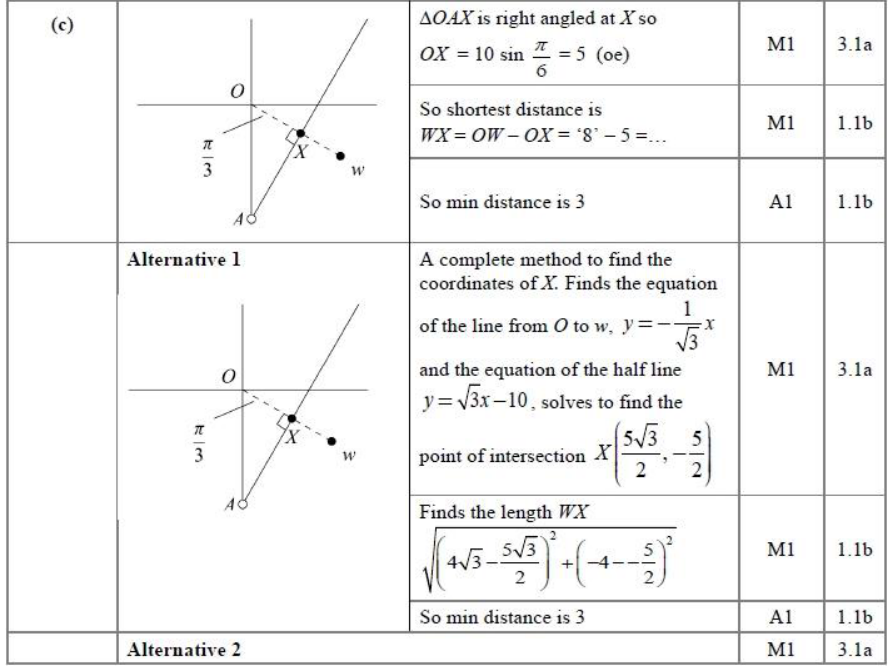 (c)
O
π/3
X
w
A
ΔOAX is right angled at X so
OX = 10 sin π/6 = 5 (oe)
M1
3.1a
So shortest distance is
WX = OW – OX = ‘8’ – 5 =…
M1
1.1b
So min distance is 3
A1
1.1b
Alternative 1
O
π/3
X
w
A
A complete method to find the
coordinates of X. Finds the equation
of the line from O to w, y = –1/√3 x
and the equation of the half line
y = √3x – 10, solves to find the
point of intersection X(5√3/2, –5/2)
M1
3.1a
Finds the length WX
√((4√3 – 5√3/2)² + (–4 – –5/2)²)
M1
1.1b
So min distance is 3
A1
1.1b
Alternative 2
M1
3.1a